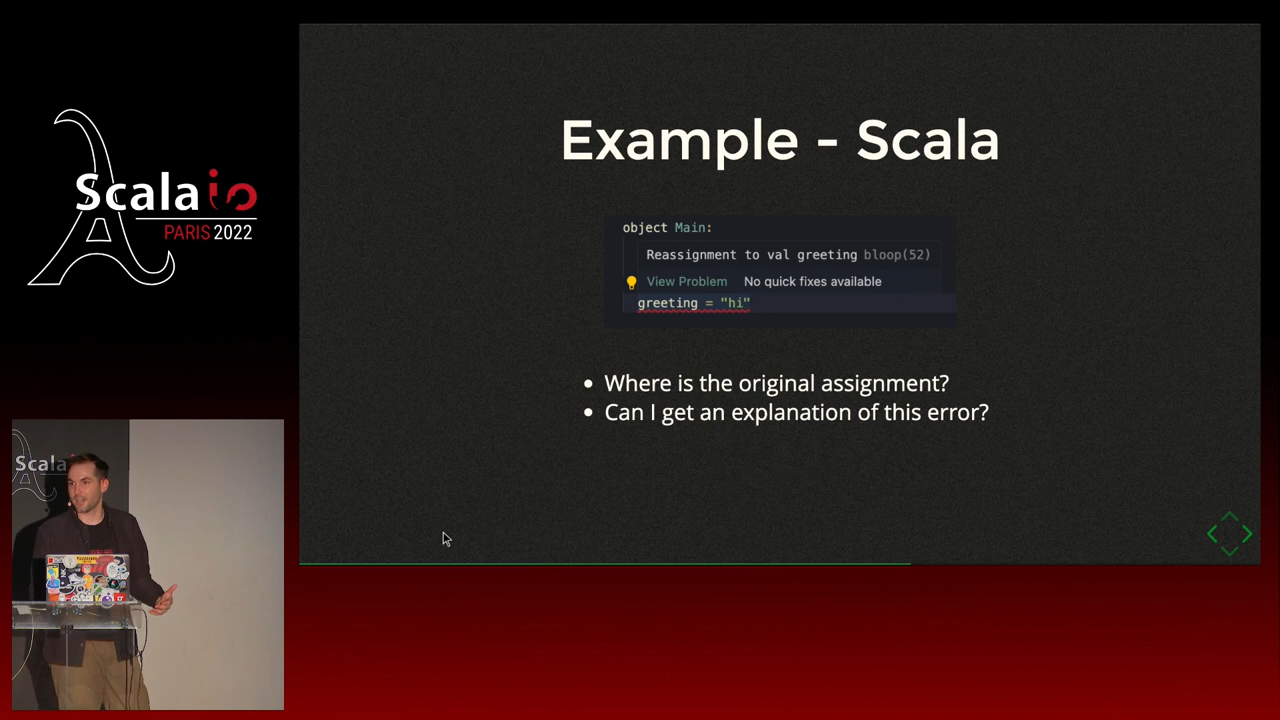 Scala io
PARIS 2022
Example - Scala
object Main:
Reassignment to val greeting bloop(52)
View Problem No quick fixes available
greeting = "hi"
• Where is the original assignment?
• Can I get an explanation of this error?
Scala